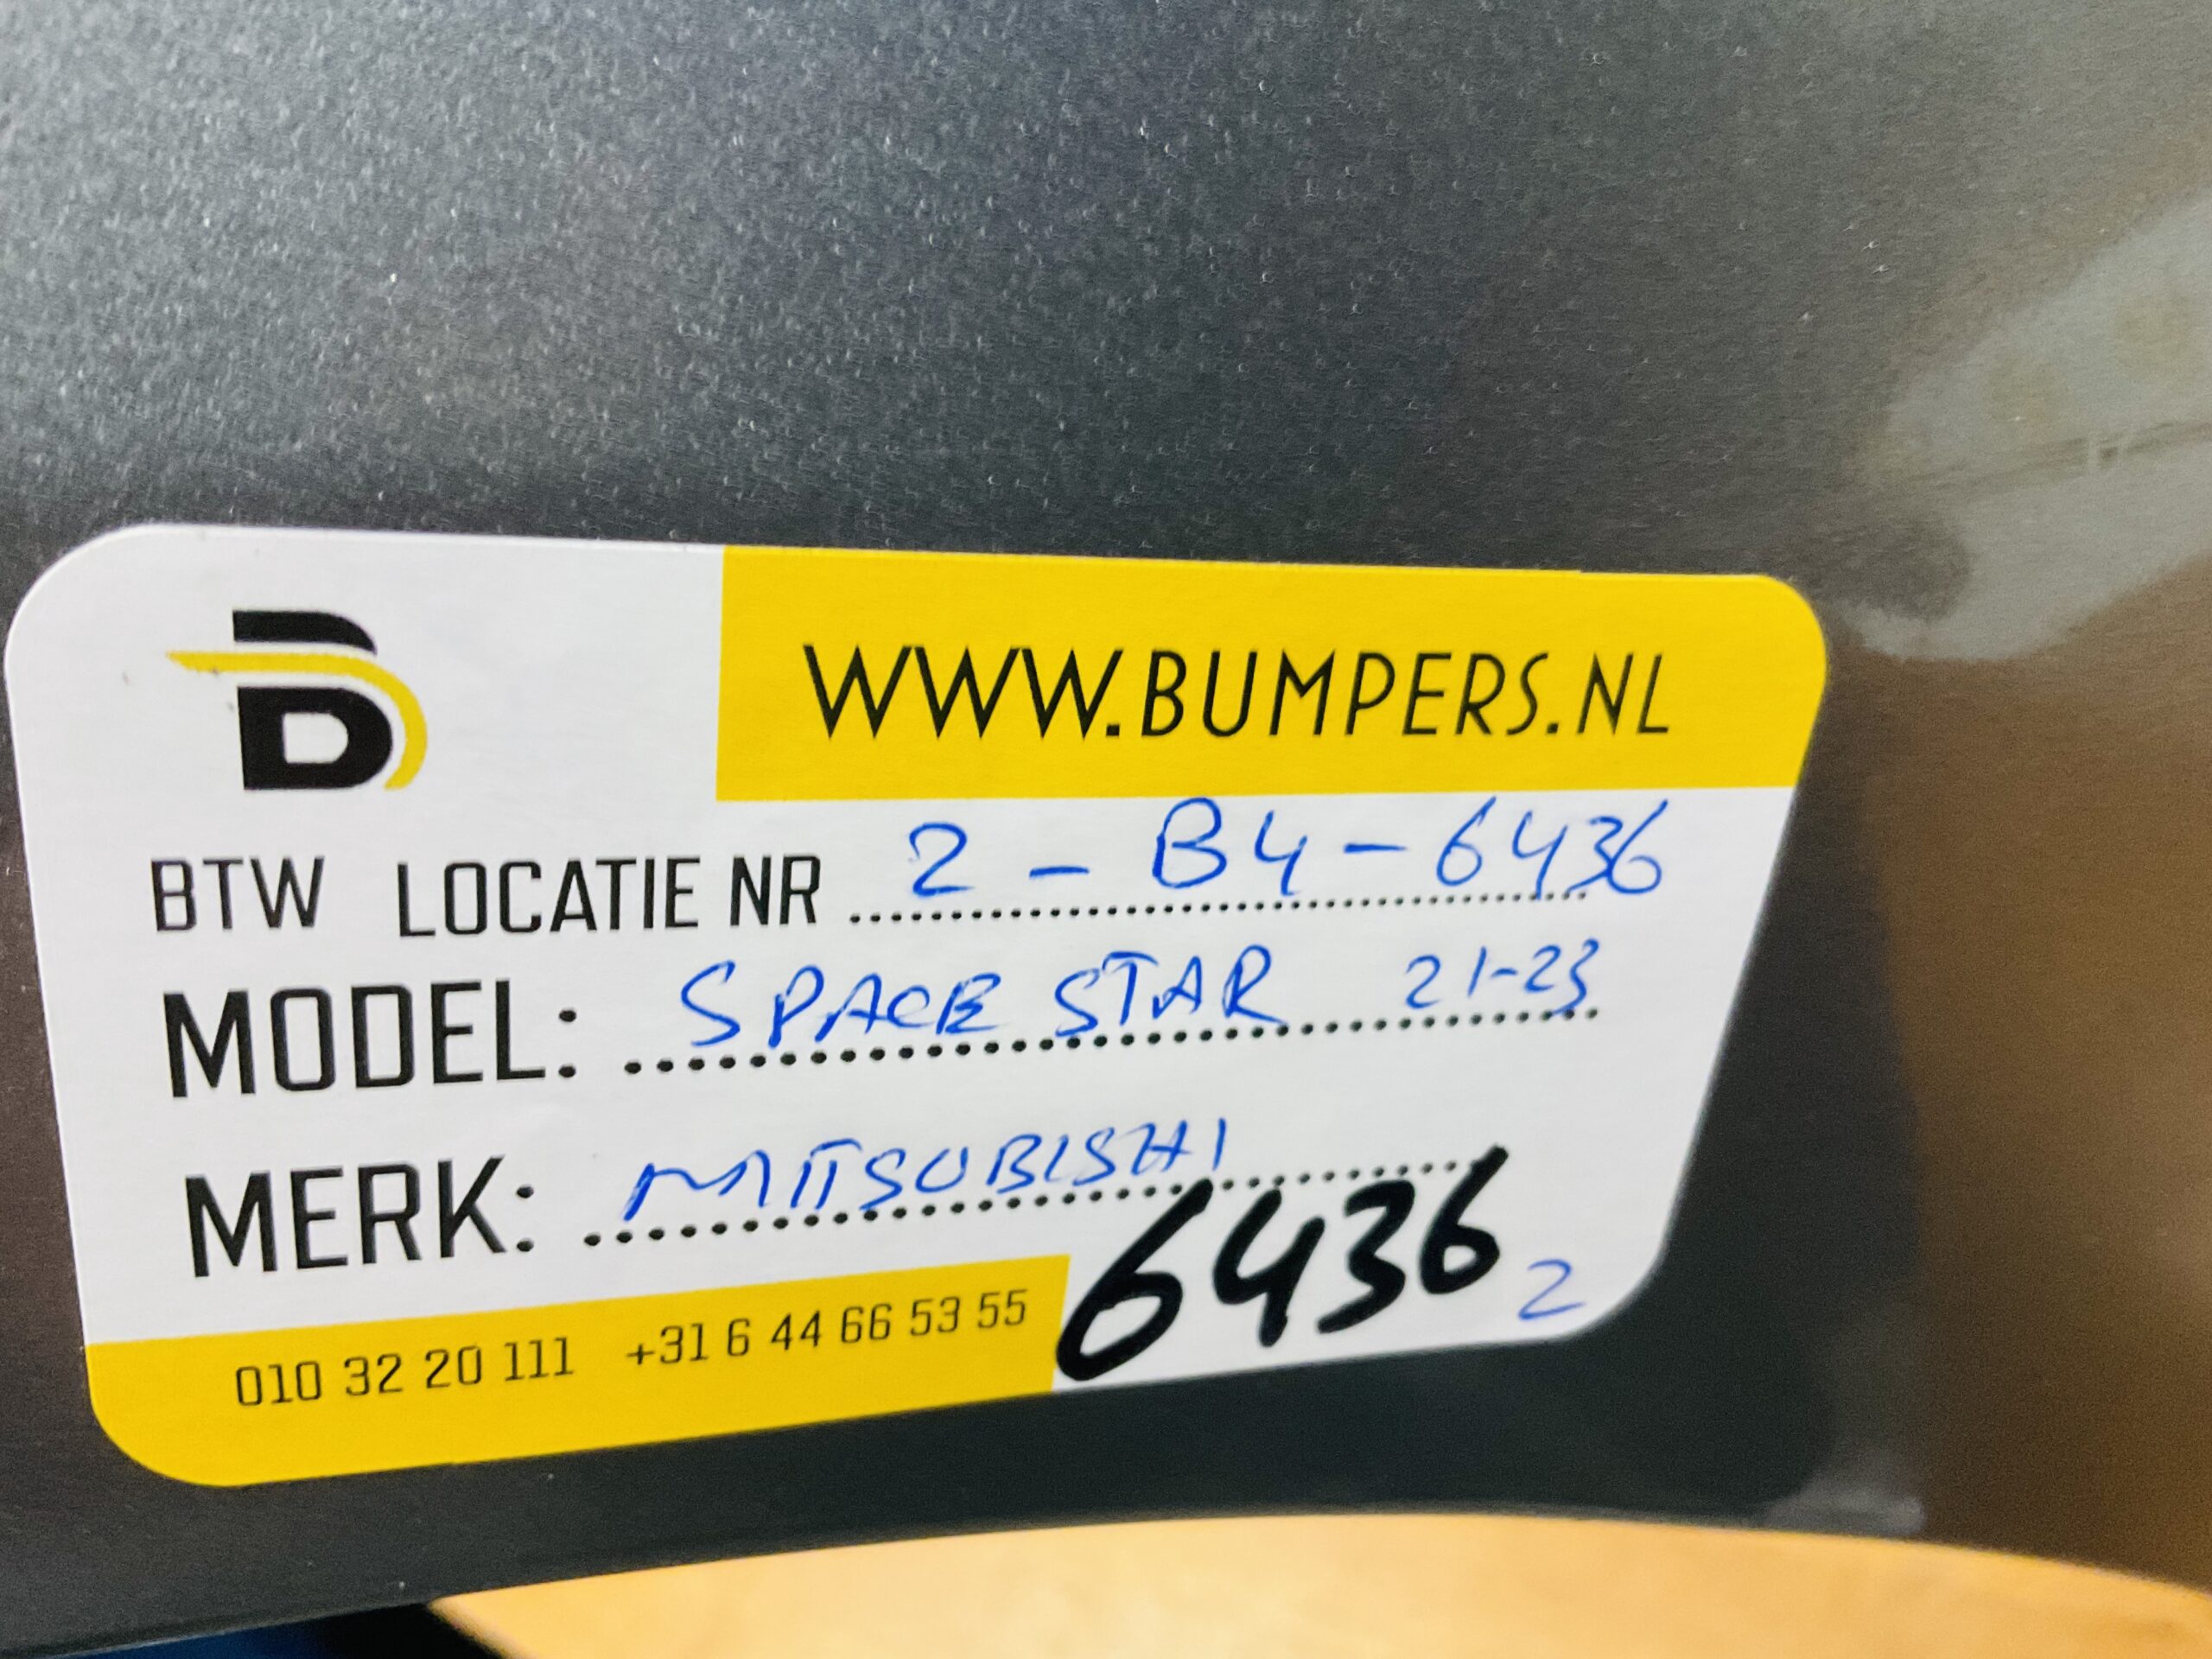 B
WWW.BUMPERS.NL
BTW LOCATIE NR 2 - B4 - 6436
MODEL: SPACE STAR 21-23
MERK: MITSUBISHI
6436 2
010 32 20 111 +31 6 44 66 53 55